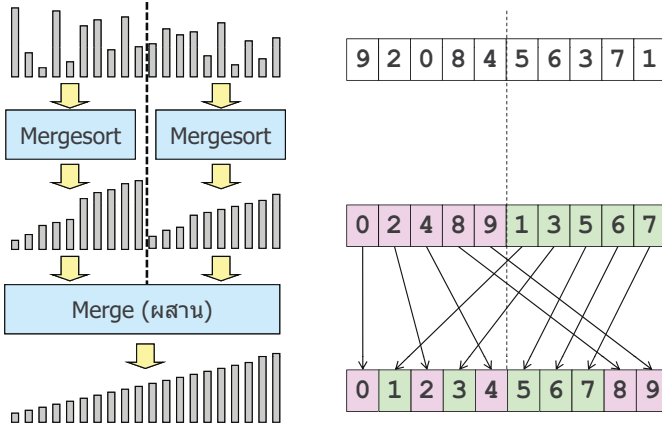 Mergesort
Mergesort
Merge (ผสาน)
9 2 0 8 4 5 6 3 7 1
0 2 4 8 9 1 3 5 6 7
0 1 2 3 4 5 6 7 8 9